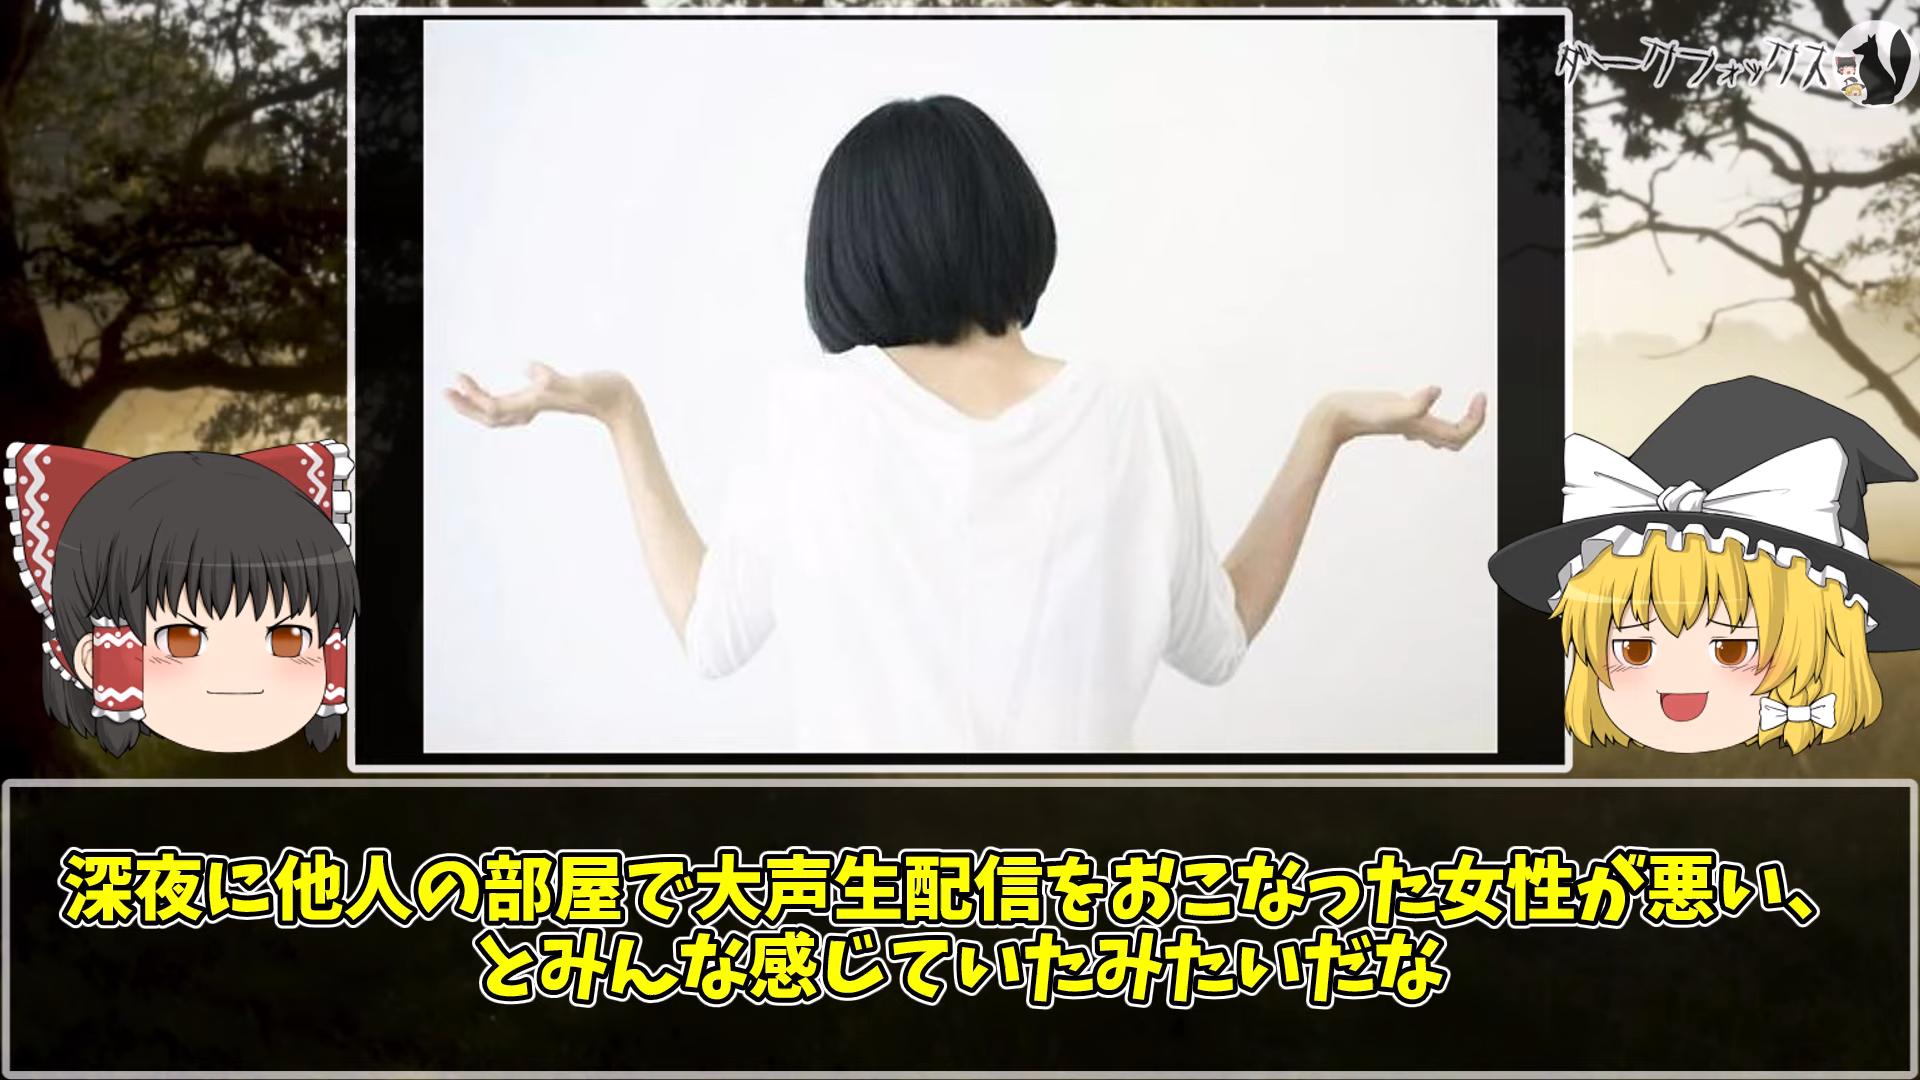 ダークフォックス
深夜に他人の部屋で大声生配信をおこなった女性が悪い、
とみんな感じていたみたいだな